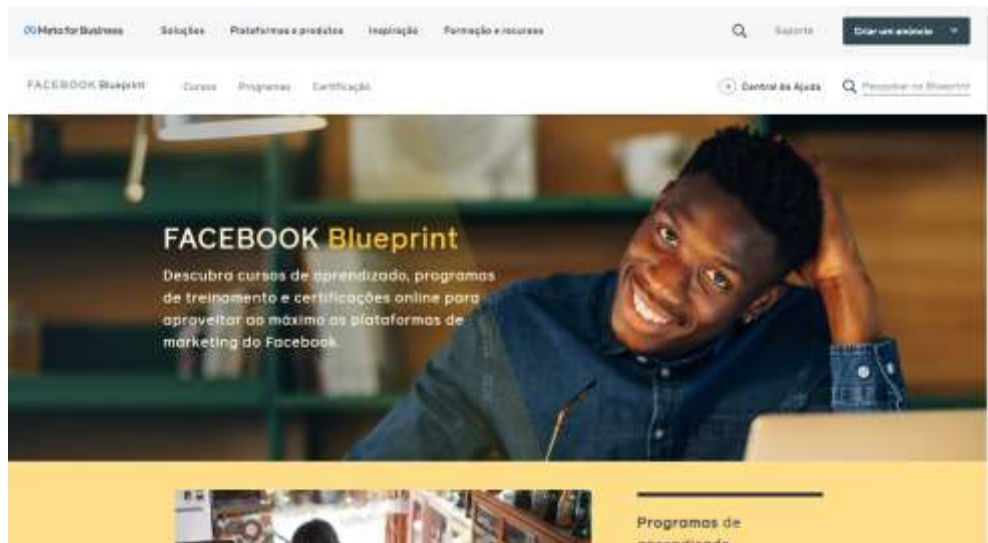 Meta for Business Soluções Plataformas e produtos Inspiração Formação e recursos Suporte Criar um anúncio
FACEBOOK Blueprint Cursos Programas Certificação Central de Ajuda Pesquisar no Blueprint
FACEBOOK Blueprint
Descubra cursos de aprendizado, programas
de treinamento e certificações online para
aproveitar ao máximo as plataformas de
marketing do Facebook.
Programas de
aprendizado